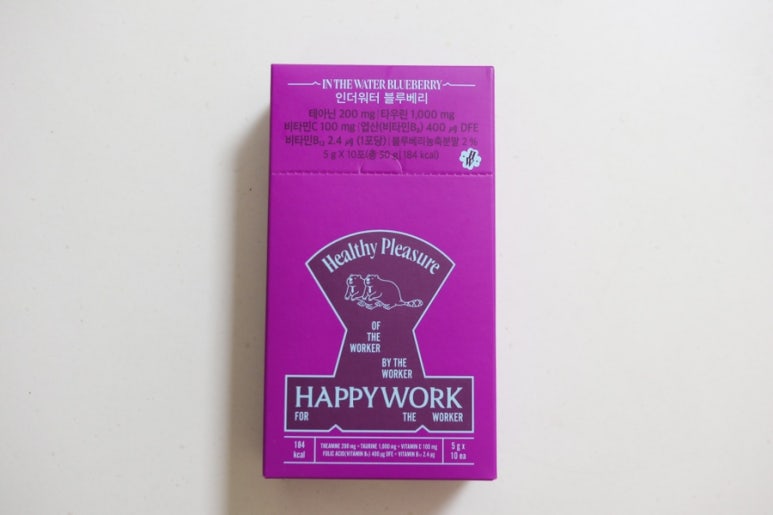 IN THE WATER BLUEBERRY
인더워터 블루베리
테아닌 200 mg | 타우린 1,000 mg
비타민C 100 mg | 엽산(비타민B₉) 400 ㎍ DFE
비타민B₁₂ 2.4 ㎍ (1포당) | 블루베리농축분말 2 %
5 g X 10포(총 50 g | 184 kcal)
Healthy Pleasure
OF
THE
WORKER
BY THE
WORKER
HAPPY WORK
FOR THE WORKER
184 kcal
THEANINE 200 mg • TAURINE 1,000 mg • VITAMIN C 100 mg
FOLIC ACID(VITAMIN B₉) 400 ㎍ DFE • VITAMIN B₁₂ 2.4 ㎍
5 g x
10 ea